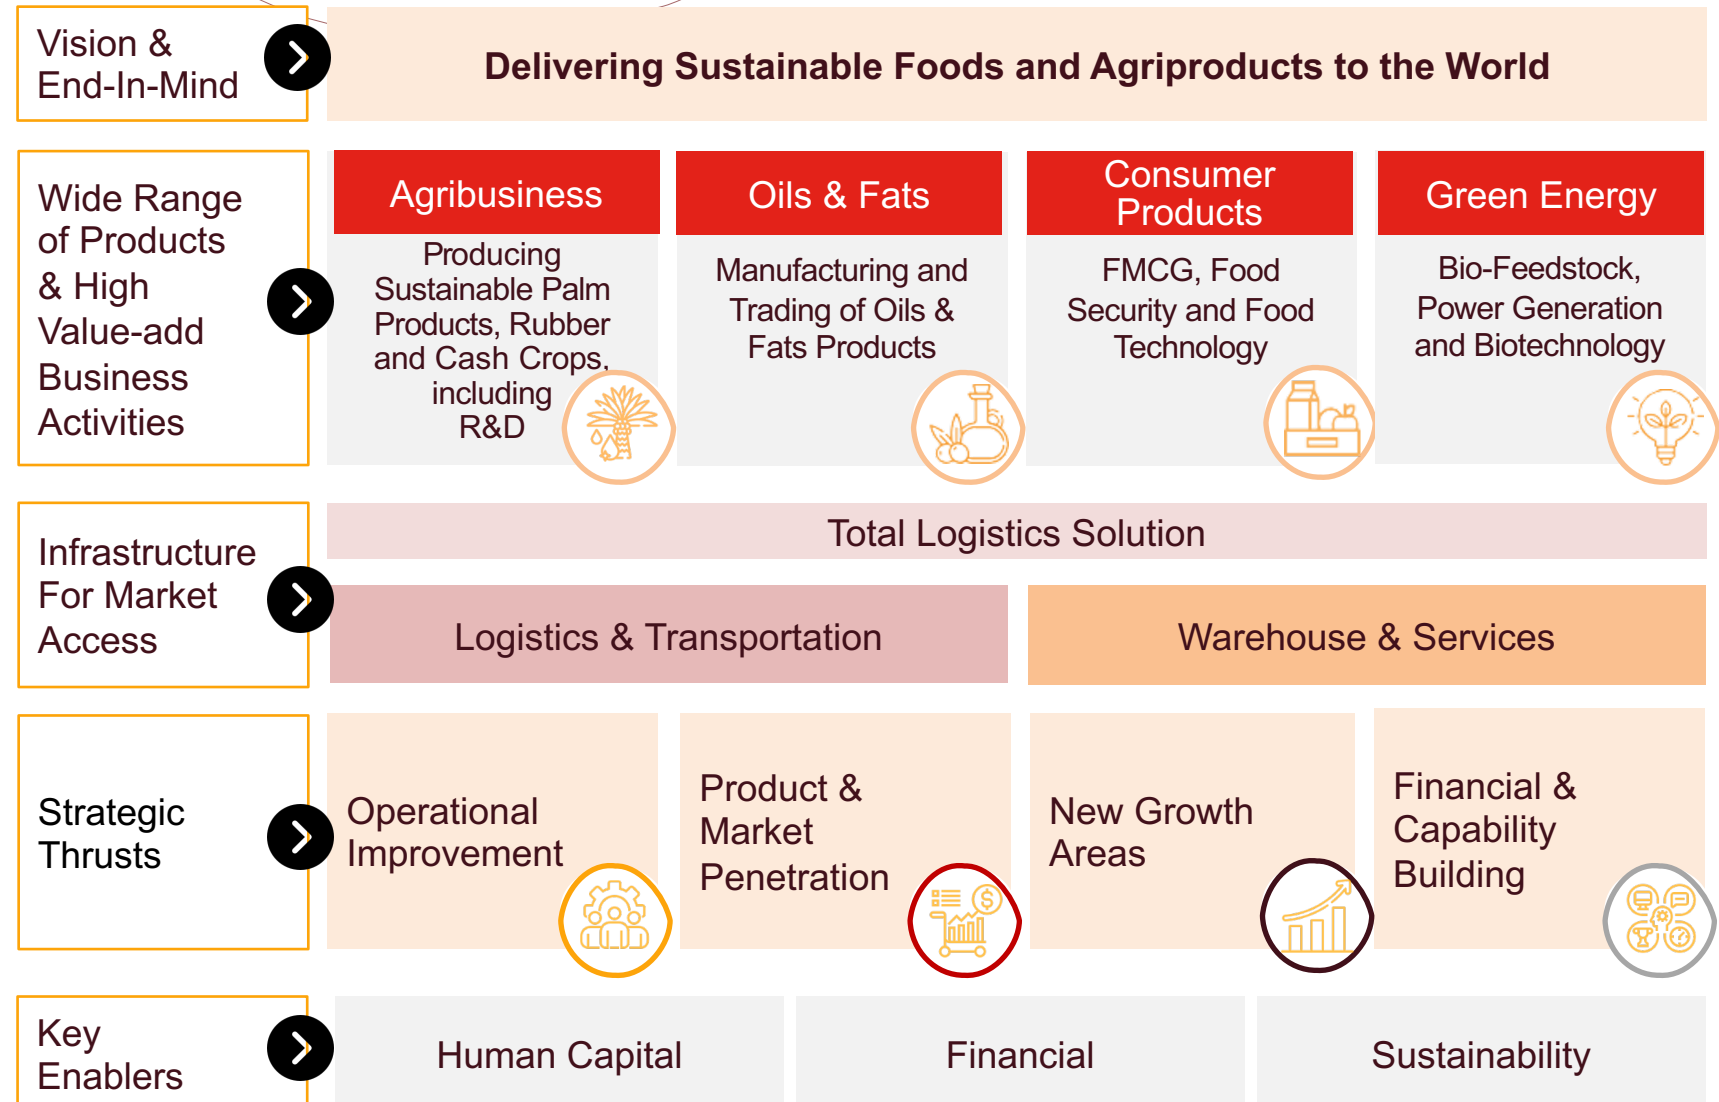 Vision &
End-In-Mind
Delivering Sustainable Foods and Agriproducts to the World
Wide Range
of Products
& High
Value-add
Business
Activities
Agribusiness
Producing
Sustainable Palm
Products, Rubber
and Cash Crops,
including
R&D
Oils & Fats
Manufacturing and
Trading of Oils &
Fats Products
Consumer
Products
FMCG, Food
Security and Food
Technology
Green Energy
Bio-Feedstock,
Power Generation
and Biotechnology
Infrastructure
For Market
Access
Total Logistics Solution
Logistics & Transportation
Warehouse & Services
Strategic
Thrusts
Operational
Improvement
Product &
Market
Penetration
$
New Growth
Areas
Financial &
Capability
Building
Key
Enablers
Human Capital
Financial
Sustainability